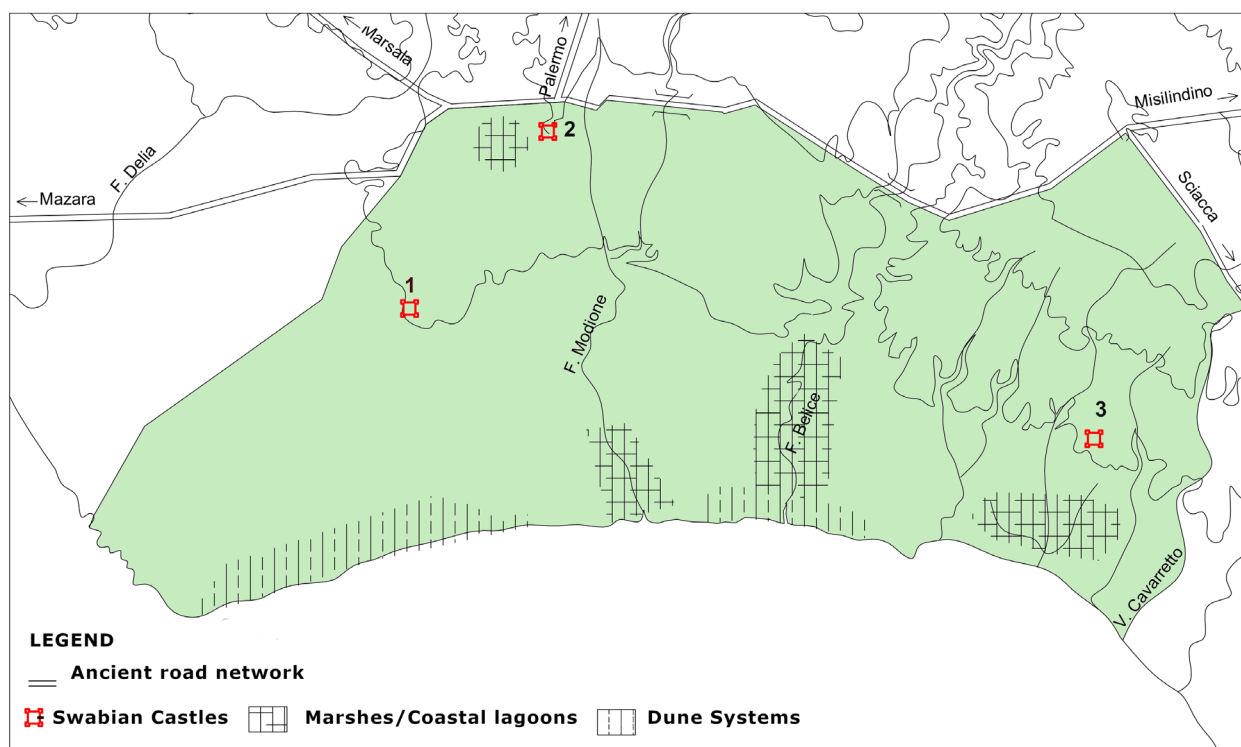 Marsala
Palermo
2
Misilindino
F. Delia
Mazara
Sciacca
1
F. Modione
F. Belice
3
V. Cavarretto
LEGEND
Ancient road network
Swabian Castles
Marshes/Coastal lagoons
Dune Systems